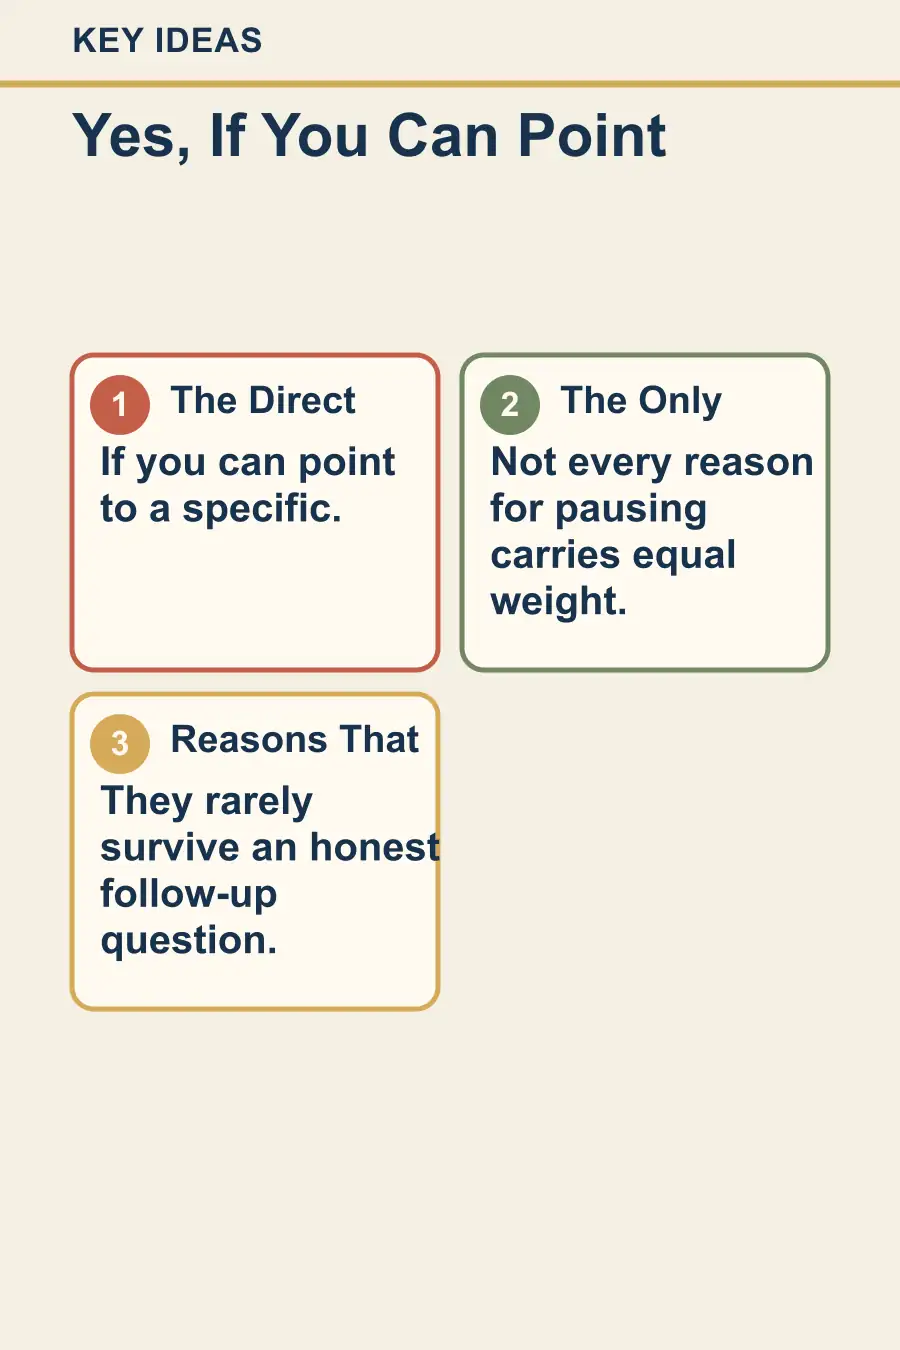 KEY IDEAS
Yes, If You Can Point
1 The Direct
If you can point
to a specific.
2 The Only
Not every reason
for pausing
carries equal
weight.
3 Reasons That
They rarely
survive an honest
follow-up
question.